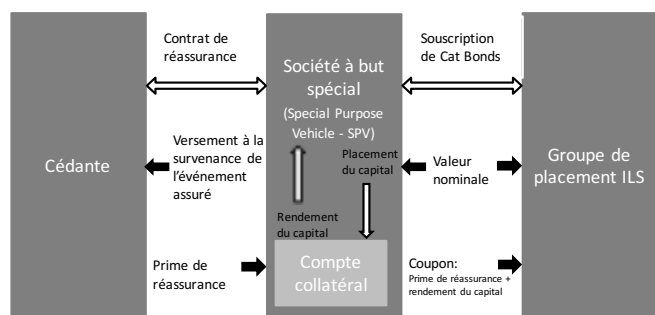 Contrat de
réassurance
Société à but
spécial
(Special Purpose
Vehicle - SPV)
Souscription
de Cat Bonds
Cédante
Versement à la
survenance de
l'événement
assuré
Placement
du capital
Valeur
nominale
Groupe de
placement ILS
Rendement
du capital
Prime de
réassurance
Compte
collatéral
Coupon:
Prime de réassurance +
rendement du capital